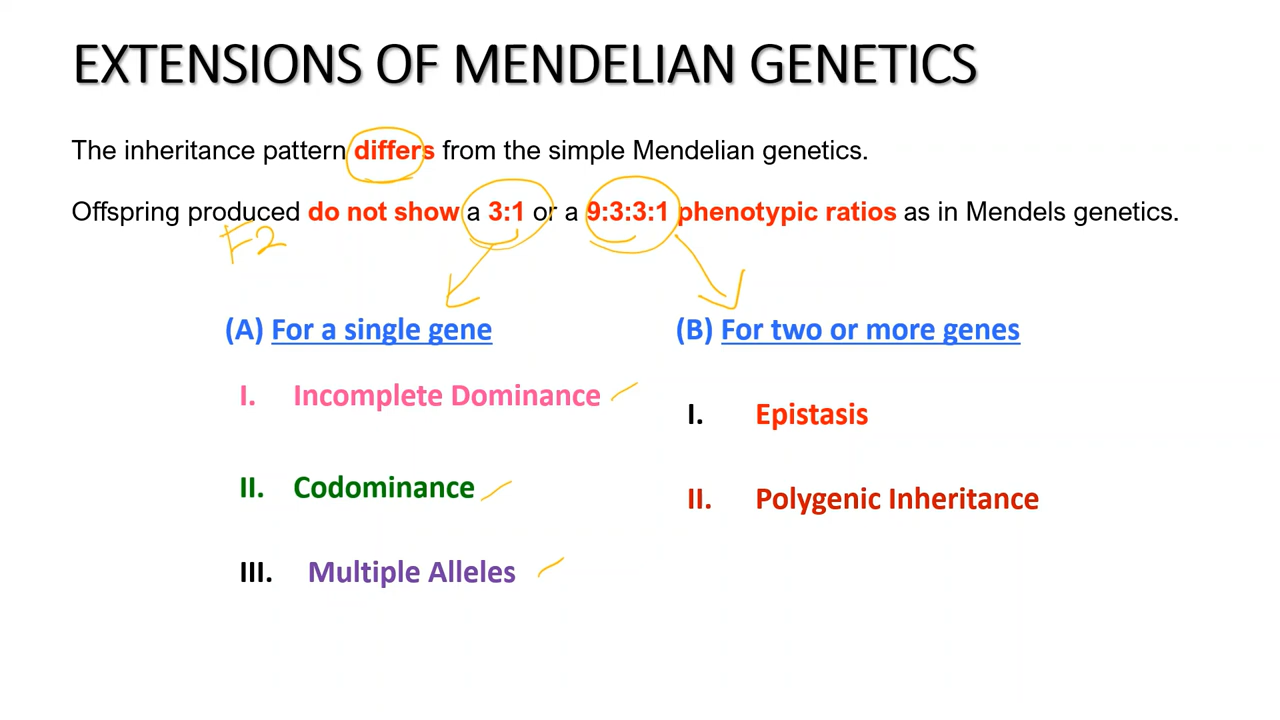 EXTENSIONS OF MENDELIAN GENETICS
The inheritance pattern differs from the simple Mendelian genetics.
Offspring produced do not show a 3:1 or a 9:3:3:1 phenotypic ratios as in Mendels genetics.
F2
(A) For a single gene
I. Incomplete Dominance
II. Codominance
III. Multiple Alleles
(B) For two or more genes
I. Epistasis
II. Polygenic Inheritance